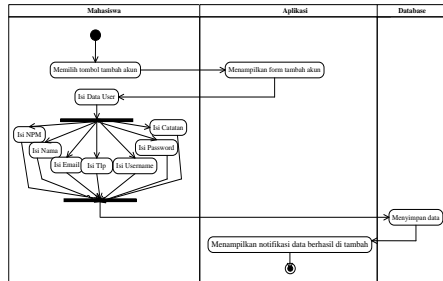 Mahasiswa
Aplikasi
Database
Memilih tombol tambah akun
Menampilkan form tambah akun
Isi Data User
Isi NPM
Isi Nama
Isi Email
Isi Tlp
Isi Username
Isi Password
Isi Catatan
Menyimpan data
Menampilkan notifikasi data berhasil di tambah